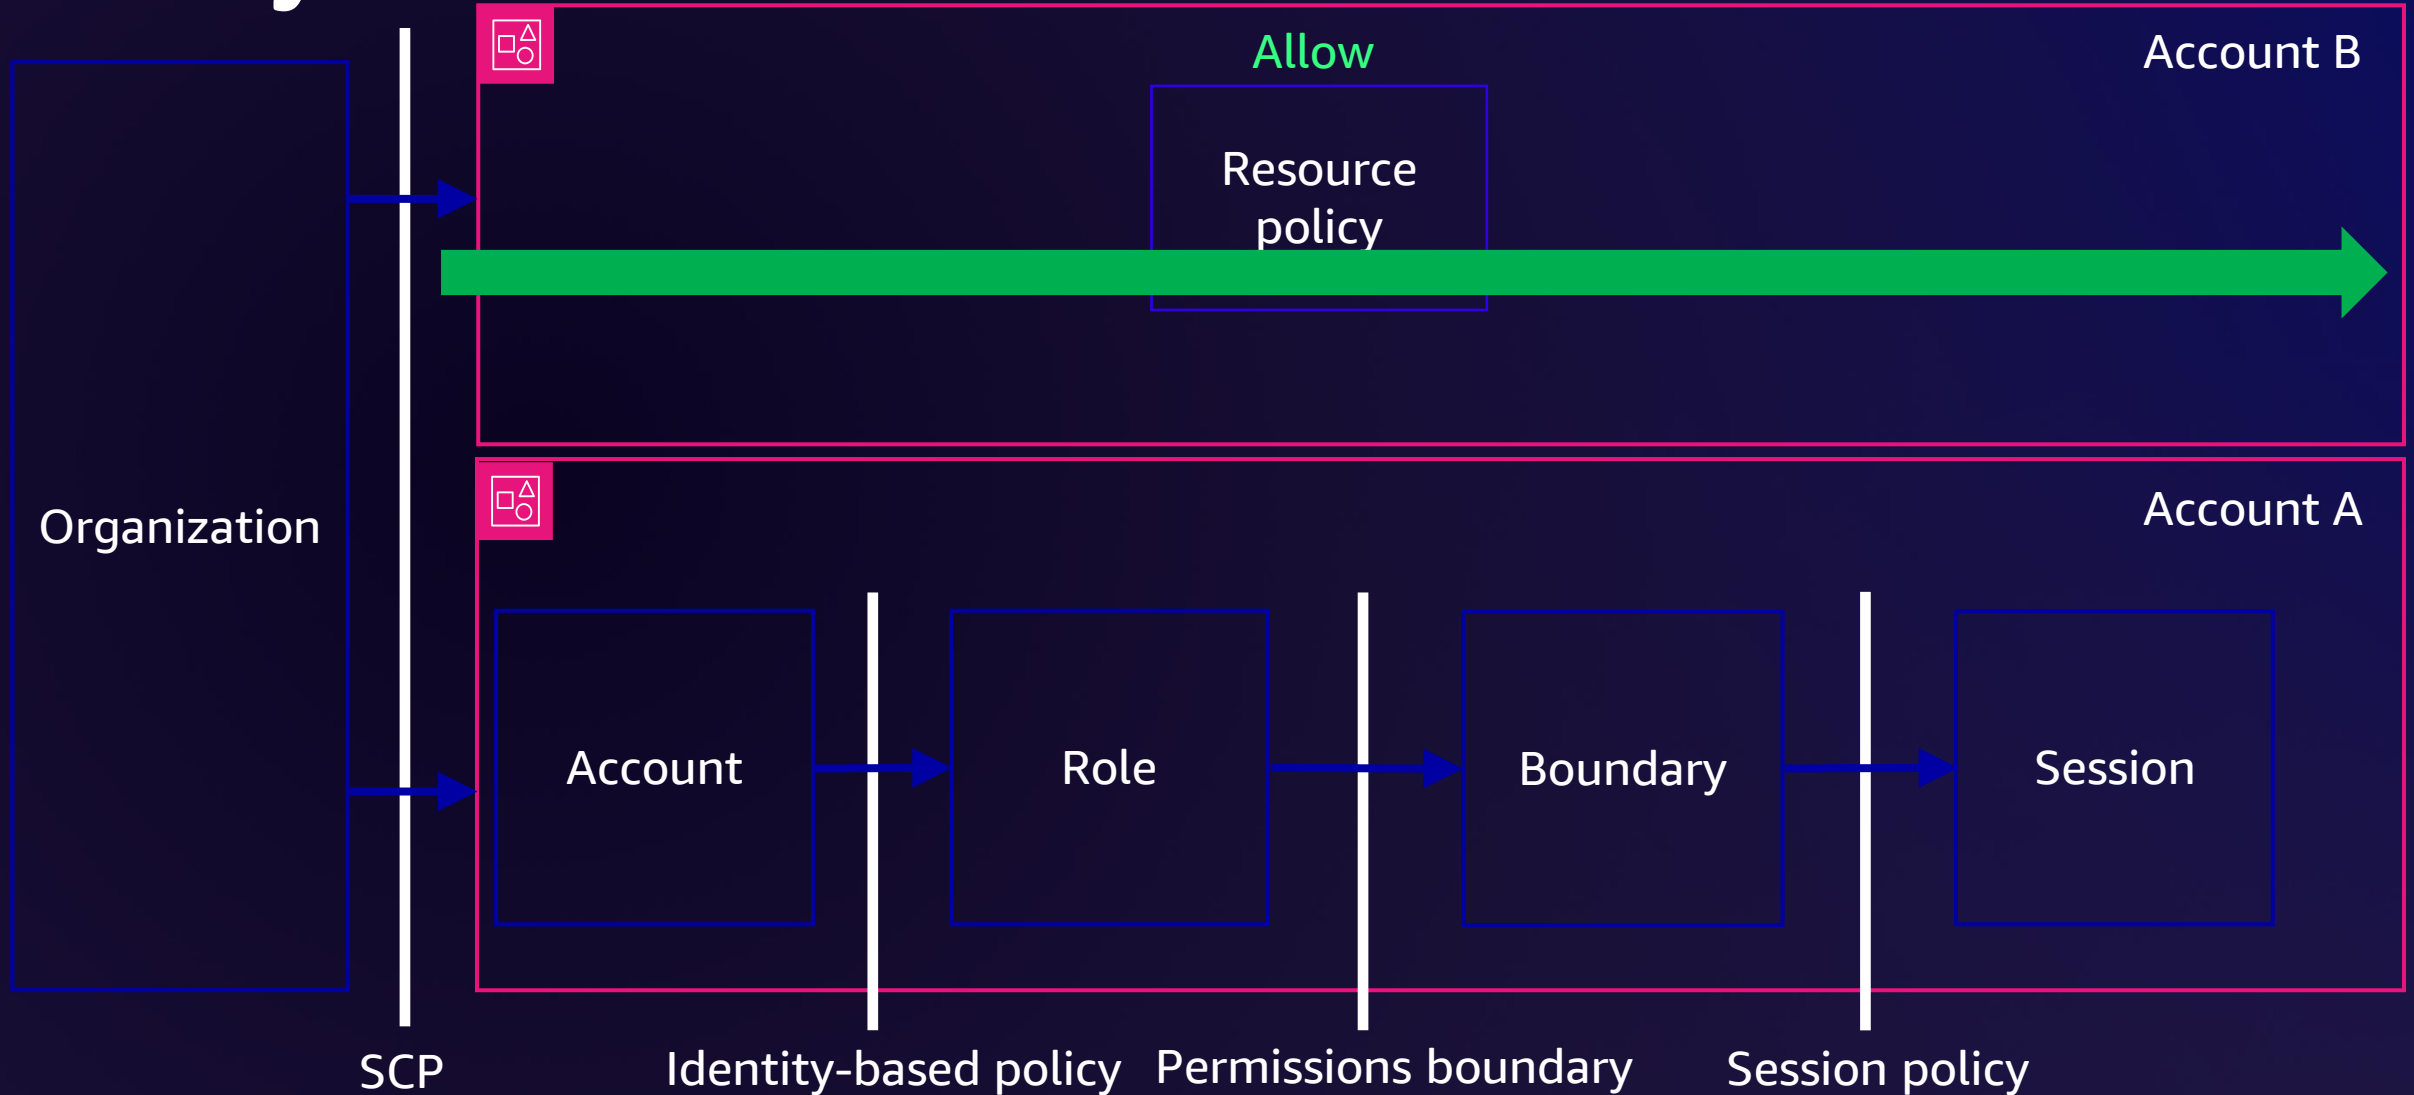 Allow
Account B
Resource
policy
Organization
Account A
Account
Role
Boundary
Session
SCP
Identity-based policy
Permissions boundary
Session policy